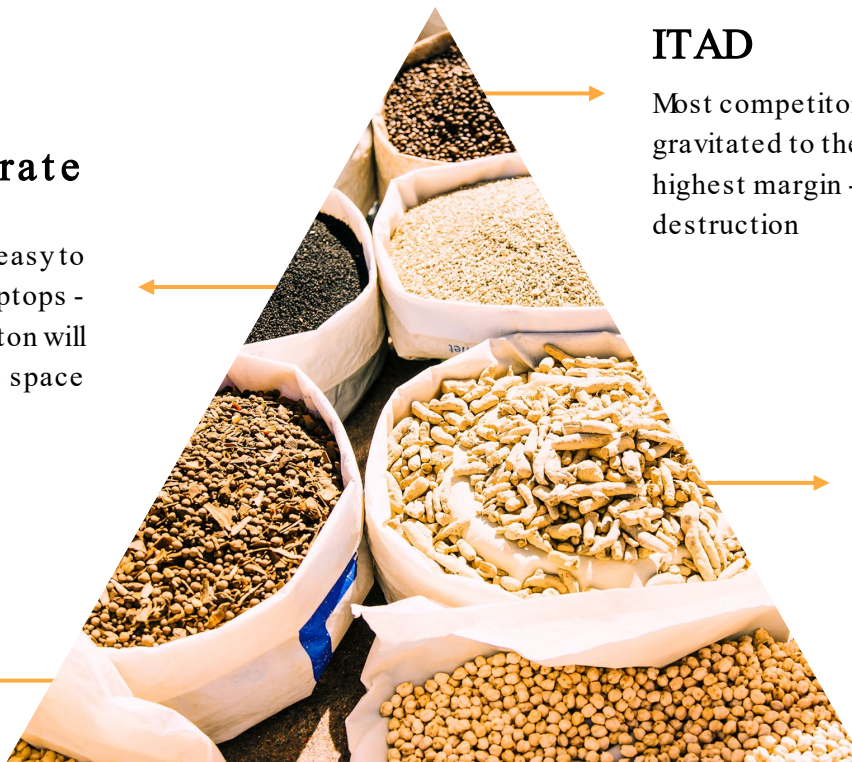 ITAD
Most competito
gravitated to the
highest margin -
destruction
rate
easy to
ptops -
ton will
space